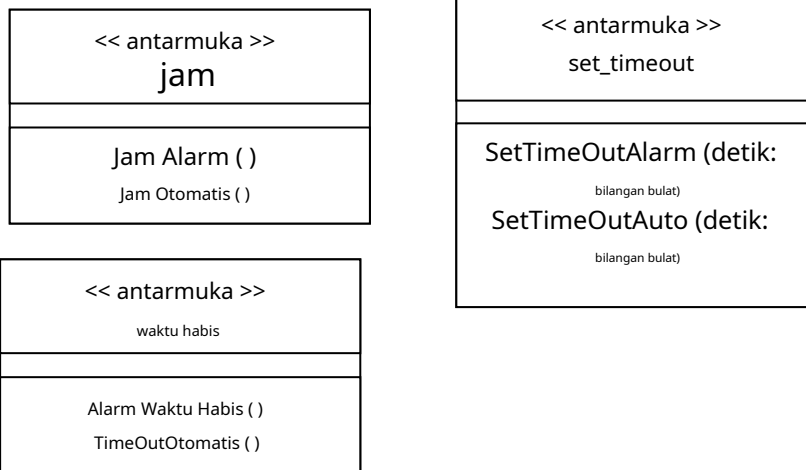 << antarmuka >>
jam
Jam Alarm ( )
Jam Otomatis ( )
<< antarmuka >>
set_timeout
SetTimeOutAlarm (detik:
bilangan bulat)
SetTimeOutAuto (detik:
bilangan bulat)
<< antarmuka >>
waktu habis
Alarm Waktu Habis ( )
TimeOutOtomatis ( )